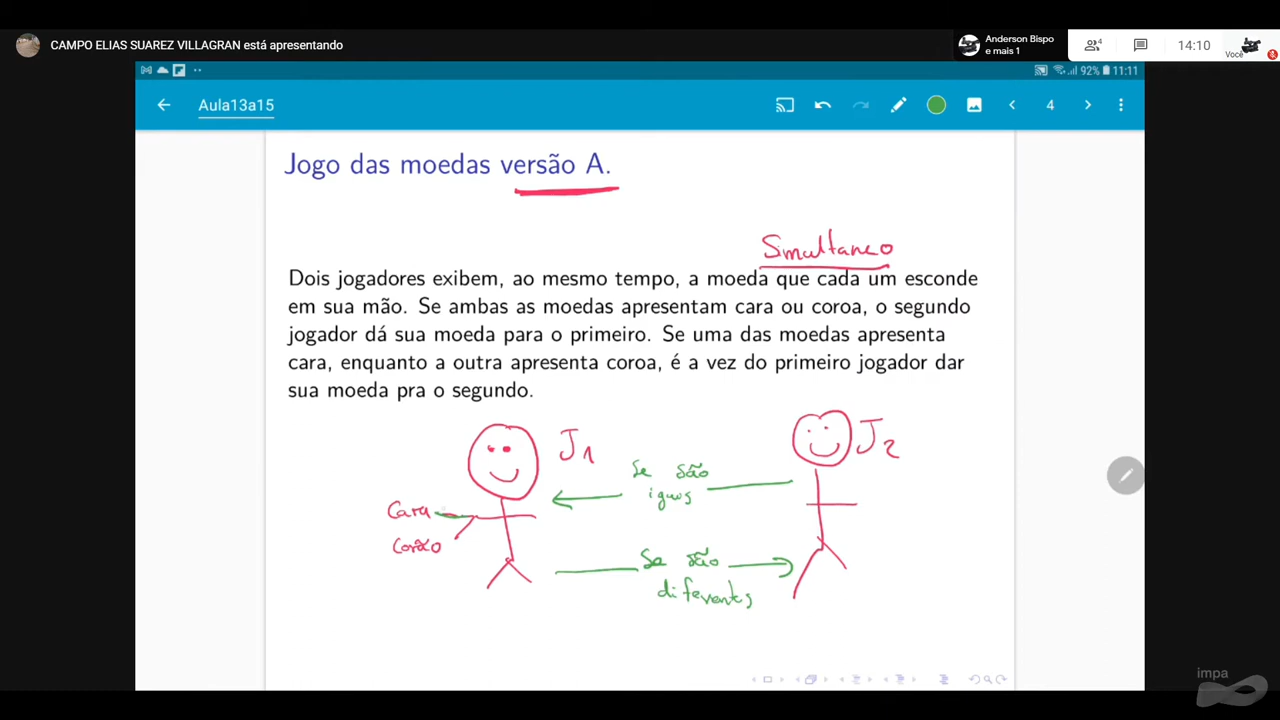 CAMPO ELIAS SUAREZ VILLAGRAN está apresentando
Anderson Bispo
e mais 1
4
14:10
Você
92% 11:11
Aula13a15
4
Jogo das moedas versão A.
Simultaneo
Dois jogadores exibem, ao mesmo tempo, a moeda que cada um esconde
em sua mão. Se ambas as moedas apresentam cara ou coroa, o segundo
jogador dá sua moeda para o primeiro. Se uma das moedas apresenta
cara, enquanto a outra apresenta coroa, é a vez do primeiro jogador dar
sua moeda pra o segundo.
J1
J2
Se são
iguas
Cara
Se são
diferentes
impa